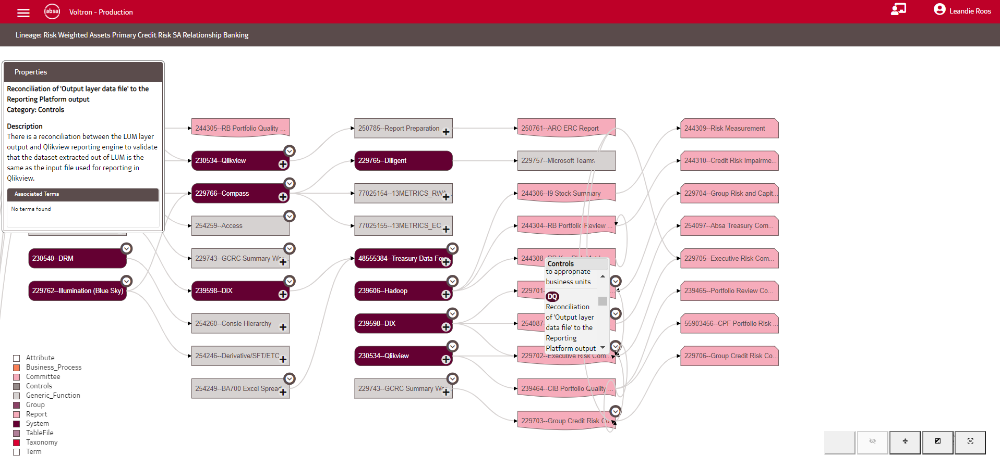 absa
Voltron - Production
Leandie Roos
Lineage: Risk Weighted Assets Primary Credit Risk SA Relationship Banking
Properties
Reconciliation of 'Output layer data file' to the
Reporting Platform output
Category: Controls
Description
There is a reconciliation between the LUM layer
output and Qlikview reporting engine to validate
that the dataset extracted out of LUM is the
same as the input file used for reporting in
Qlikview.
Associated Terms
No terms found
230540--DRM
229762--Illumination (Blue Sky)
244305--RB Portfolio Quality ...
230534--Qlikview
229766--Compass
254259--Access
229743--GCRC Summary Wo...
239598--DIX
254260--Consle Hierarchy
254246--Derivative/SFT/ETC
254249--BA700 Excel Spread
250785--Report Preparation
229765--Diligent
77025154--13METRICS_RWA
77025155--13METRICS_EC
48555384--Treasury Data Fou
239606--Hadoop
239598--DIX
230534--Qlikview
229743--GCRC Summary Wo
250761--ARO ERC Report
229757--Microsoft Teams
244306--I9 Stock Summary
244304--RB Portfolio Review ...
244308-
229701-
254087-
229702--Executive Risk Com...
239464--CIB Portfolio Quality ...
229703--Group Credit Risk Co...
Controls
to appropriate
business units
DQ
Reconciliation
of 'Output layer
data file' to the
Reporting
Platform output
244309--Risk Measurement
244310--Credit Risk Impairme...
229704--Group Risk and Capit...
254097--Absa Treasury Com...
229705--Executive Risk Com...
239465--Portfolio Review Co...
55903456--CPF Portfolio Risk ...
229706--Group Credit Risk Co...
Attribute
Business_Process
Committee
Controls
Generic_Function
Group
Report
System
TableFile
Taxonomy
Term